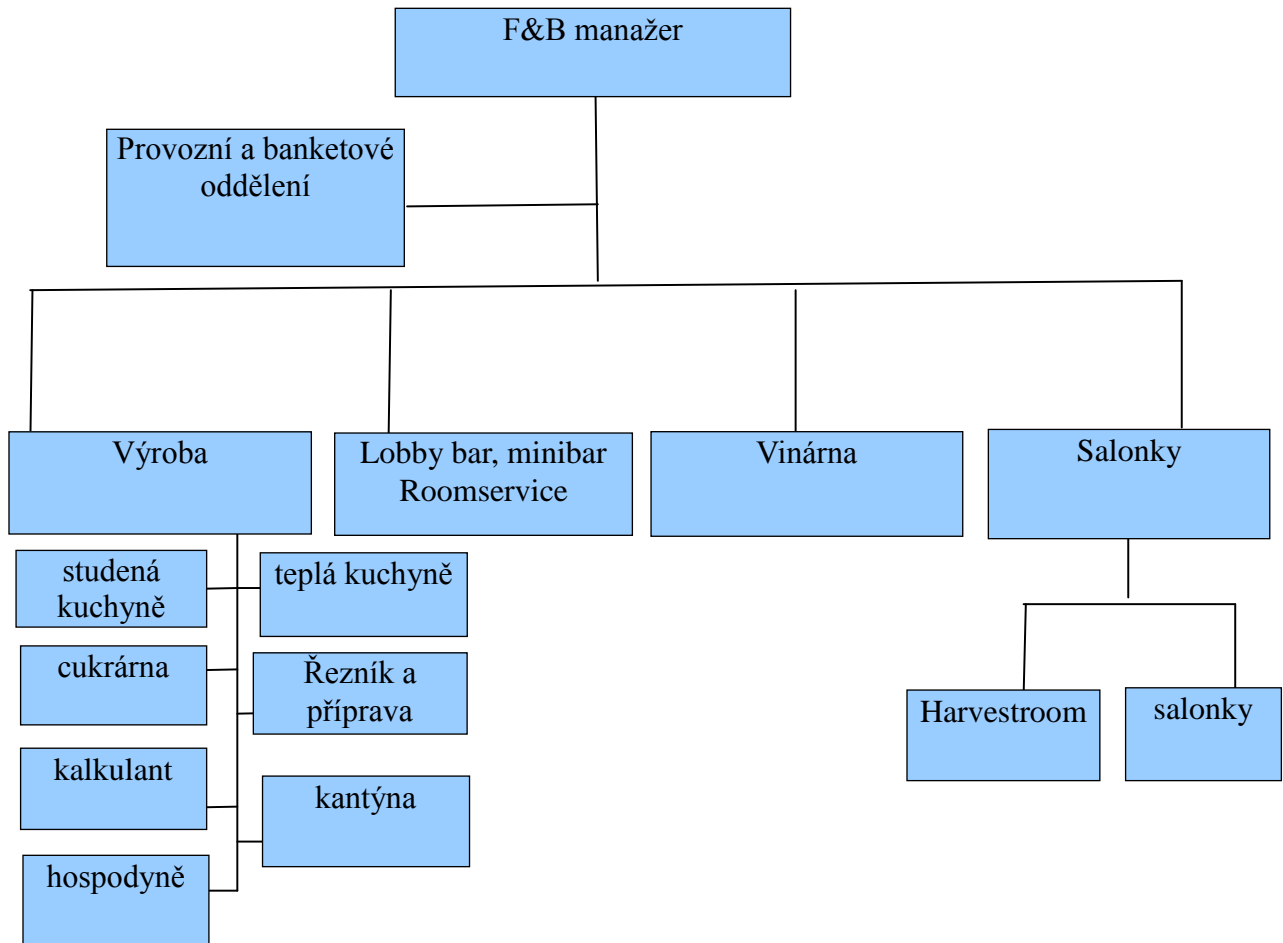 F&B manažer
Provozní a banketové
oddělení
Výroba
Lobby bar, minibar
Roomservice
Vinárna
Salonky
studená
kuchyně
teplá kuchyně
cukrárna
Řezník a
příprava
kalkulant
kantýna
hospodyně
Harvestroom
salonky